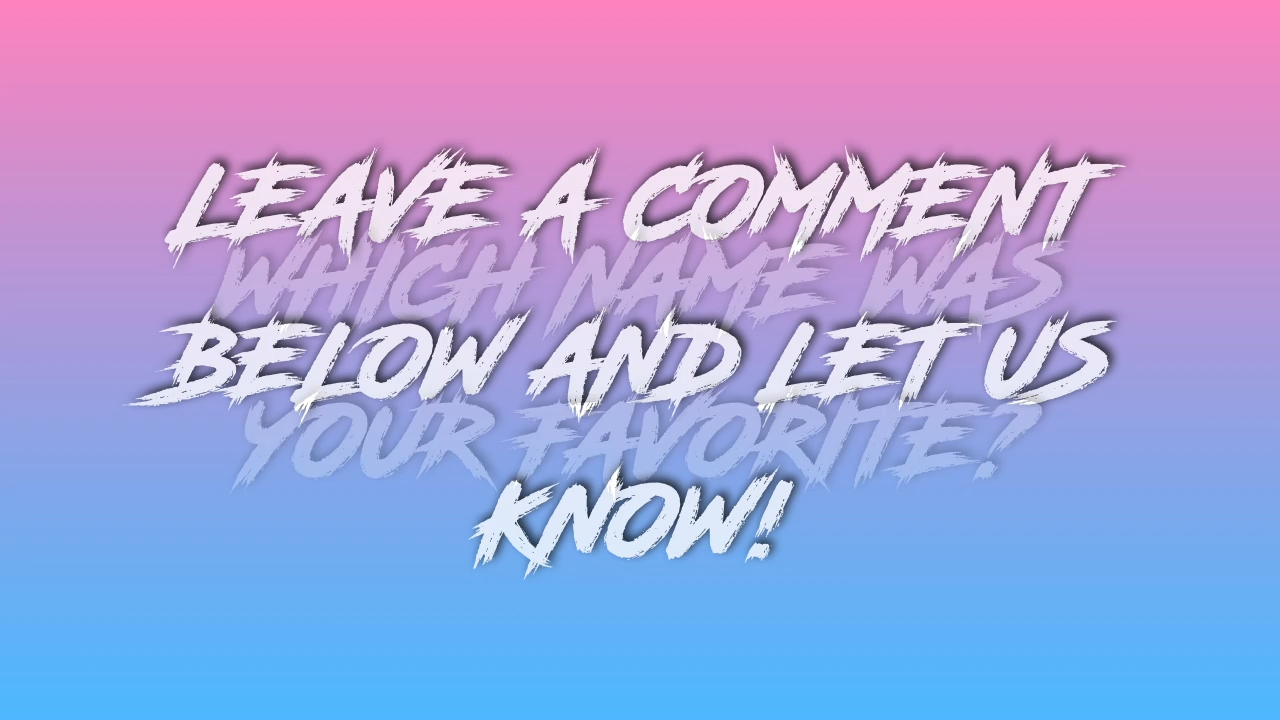 LEAVE A COMMENT
WHICH NAME WAS
BELOW AND LET US
YOUR FAVORITE?
KNOW!